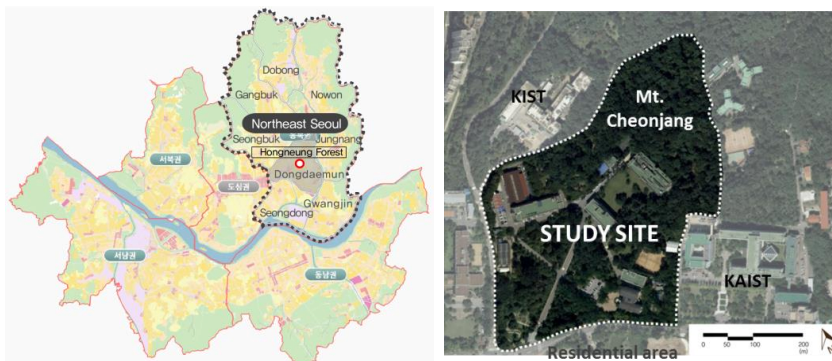 Dobong
Gangbuk
Nowon
Northeast Seoul
Seongbuk
Jungnang
Hongneung Forest
서북권
도심권
Dongdaemun
Gwangjin
Seongdong
서남권
동남권
KIST
Mt.
Cheonjang
STUDY SITE
KAIST
0 50 100 200
(m)
N
Residential area